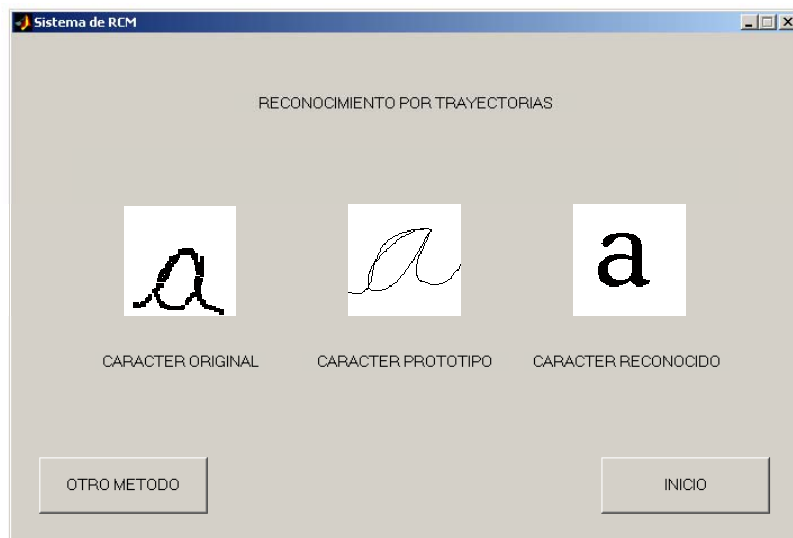 Sistema de RCM
RECONOCIMIENTO POR TRAYECTORIAS
a a a
CARACTER ORIGINAL CARACTER PROTOTIPO CARACTER RECONOCIDO
OTRO METODO INICIO